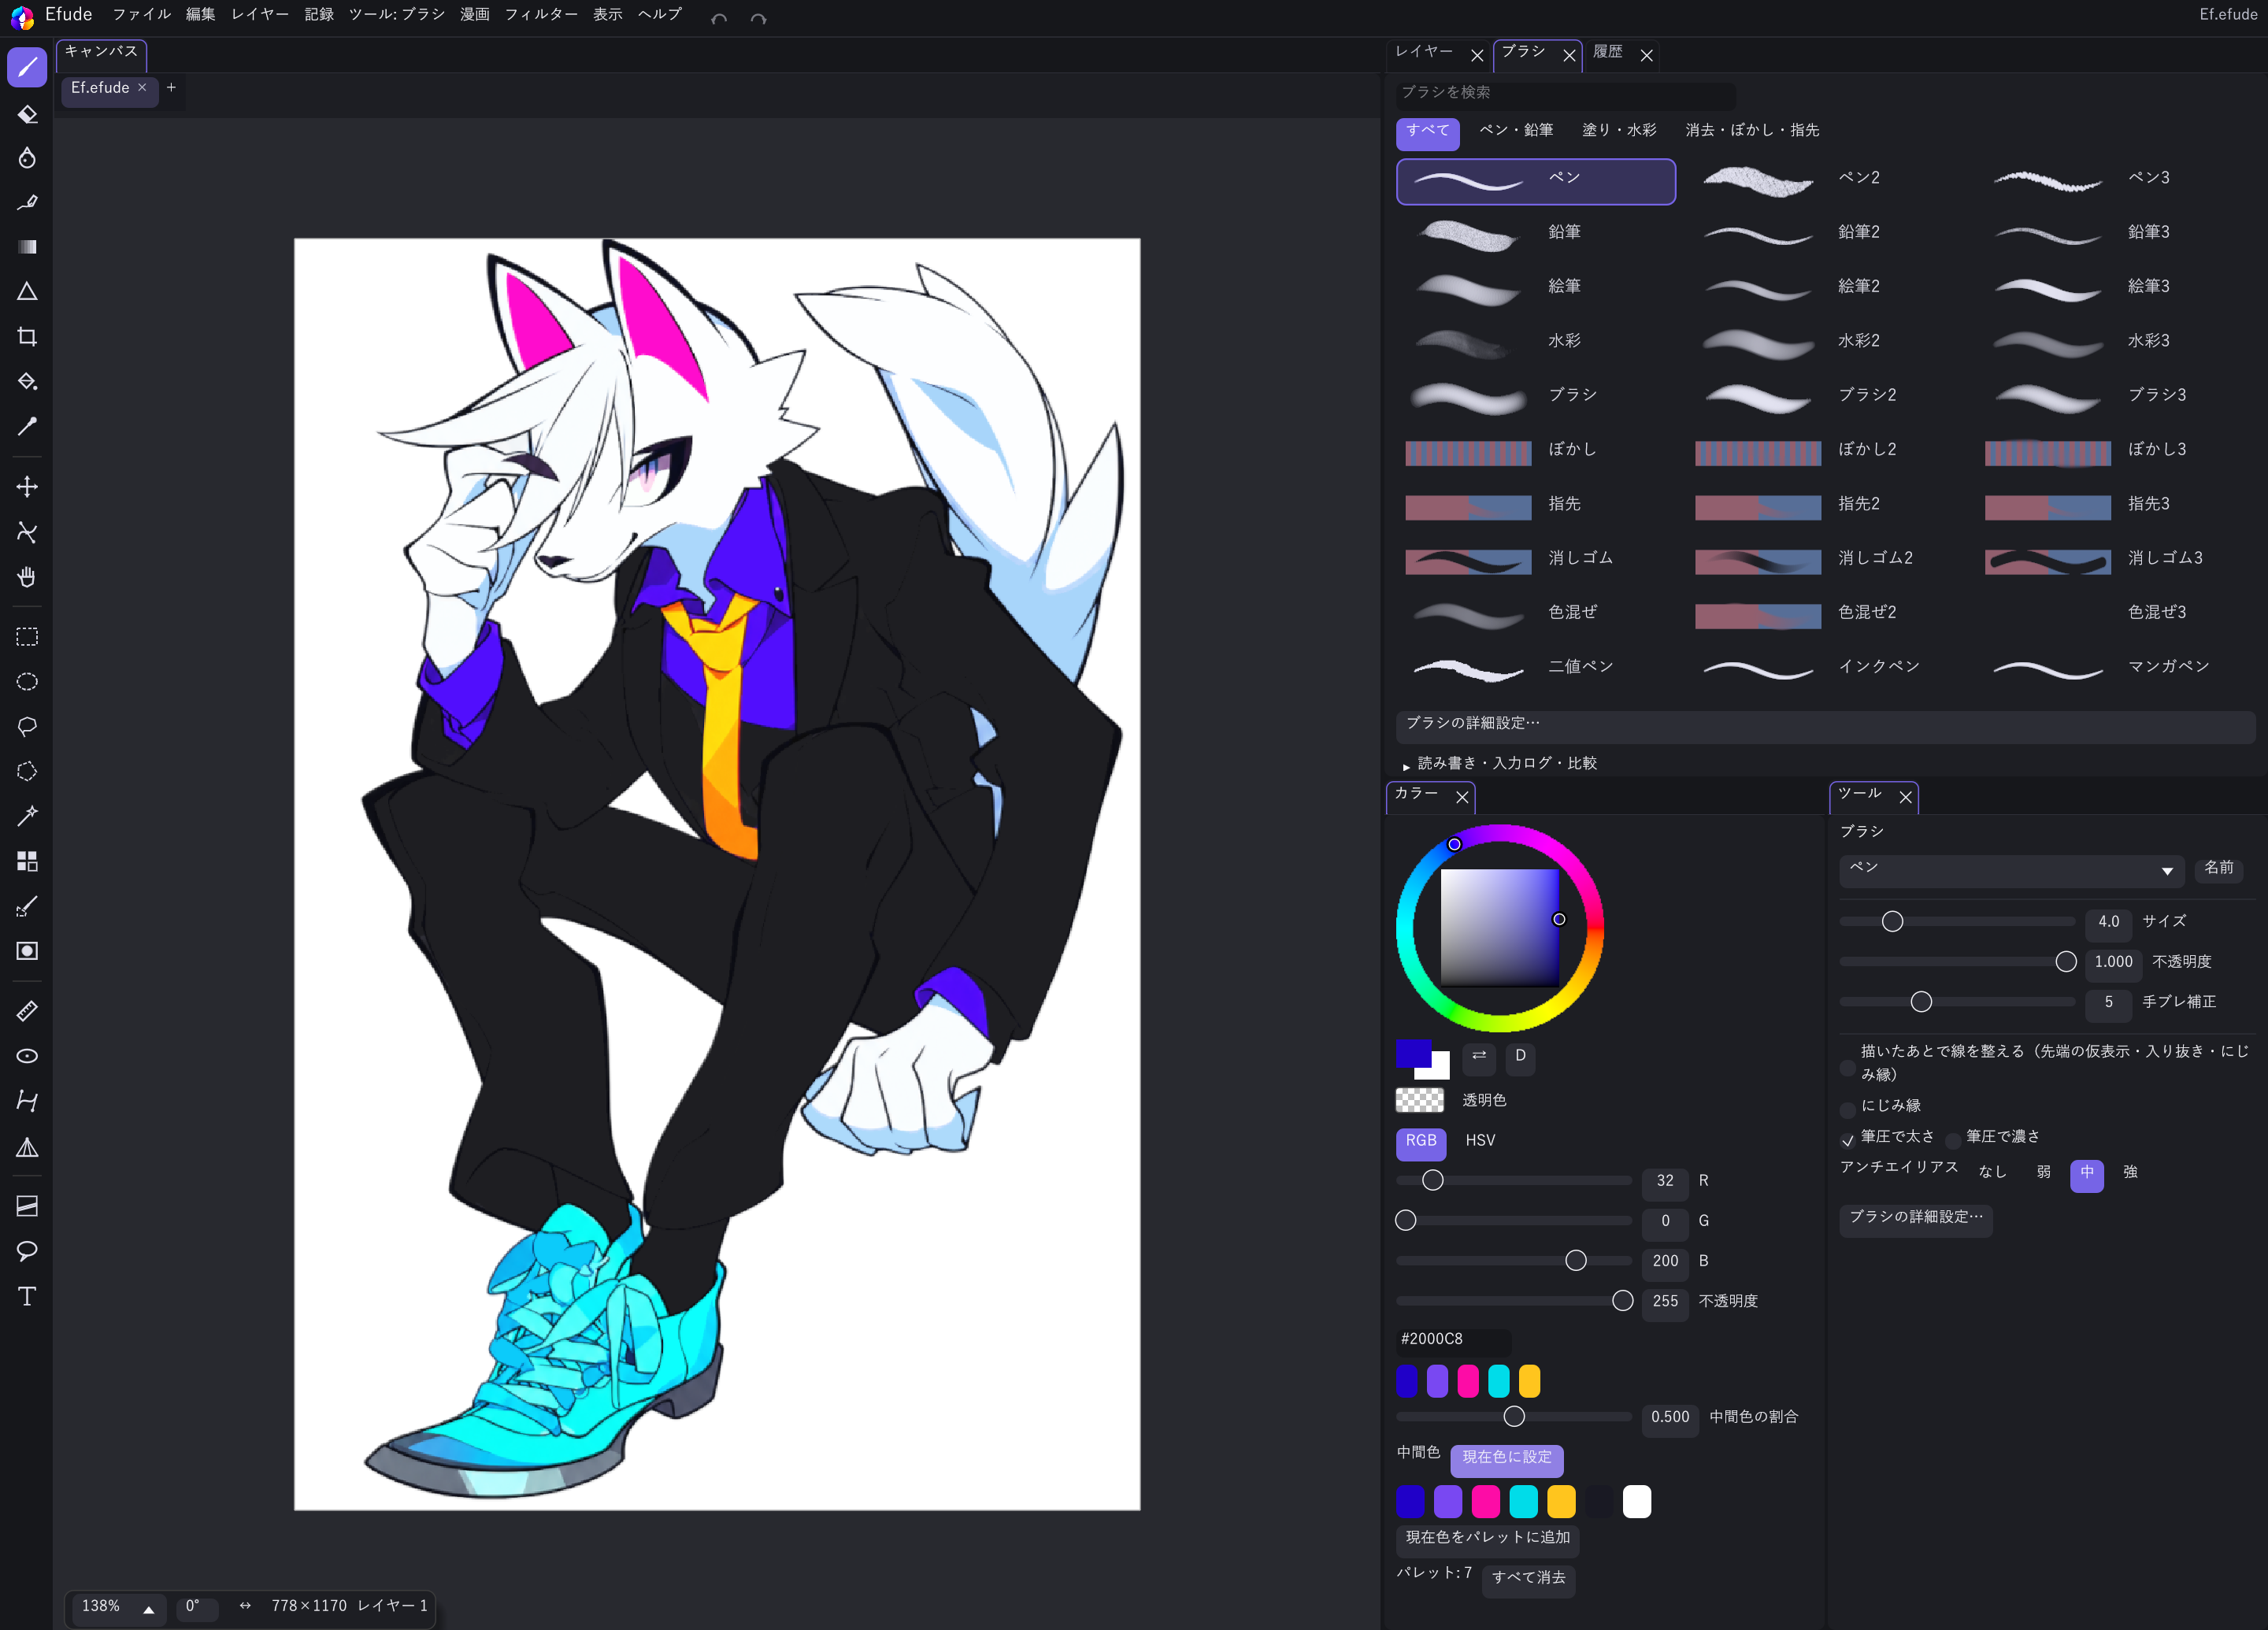 Efude ファイル 編集 レイヤー 記録 ツール: ブラシ 漫画 フィルター 表示 ヘルプ Ef.efude
キャンバス
Ef.efude × +
レイヤー ブラシ 履歴
ブラシを検索
すべて ペン・鉛筆 塗り・水彩 消去・ぼかし・指先
ペン ペン2 ペン3
鉛筆 鉛筆2 鉛筆3
絵筆 絵筆2 絵筆3
水彩 水彩2 水彩3
ブラシ ブラシ2 ブラシ3
ぼかし ぼかし2 ぼかし3
指先 指先2 指先3
消しゴム 消しゴム2 消しゴム3
色混ぜ 色混ぜ2 色混ぜ3
二値ペン インクペン マンガペン
ブラシの詳細設定…
▸ 読み書き・入力ログ・比較
カラー
⇄ D
透明色
RGB HSV
32 R
0 G
200 B
255 不透明度
#2000C8
0.500 中間色の割合
中間色 現在色に設定
現在色をパレットに追加
パレット: 7 すべて消去
ツール
ブラシ
ペン 名前
4.0 サイズ
1.000 不透明度
5 手ブレ補正
描いたあとで線を整える（先端の仮表示・入り抜き・にじ
み縁）
にじみ縁
筆圧で太さ 筆圧で濃さ
アンチエイリアス なし 弱 中 強
ブラシの詳細設定…
138% 0° ↔ 778×1170 レイヤー 1